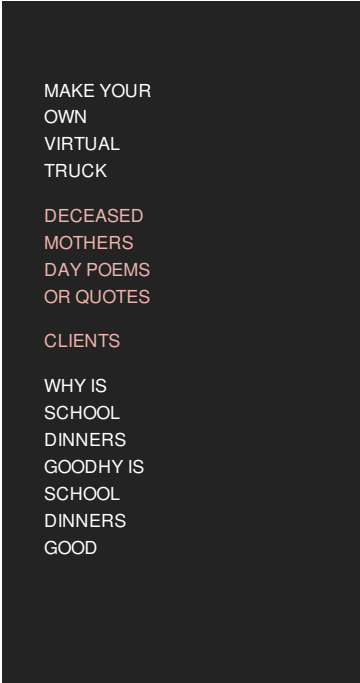 MAKE YOUR
OWN
VIRTUAL
TRUCK
DECEASED
MOTHERS
DAY POEMS
OR QUOTES
CLIENTS
WHY IS
SCHOOL
DINNERS
GOODHY IS
SCHOOL
DINNERS
GOOD